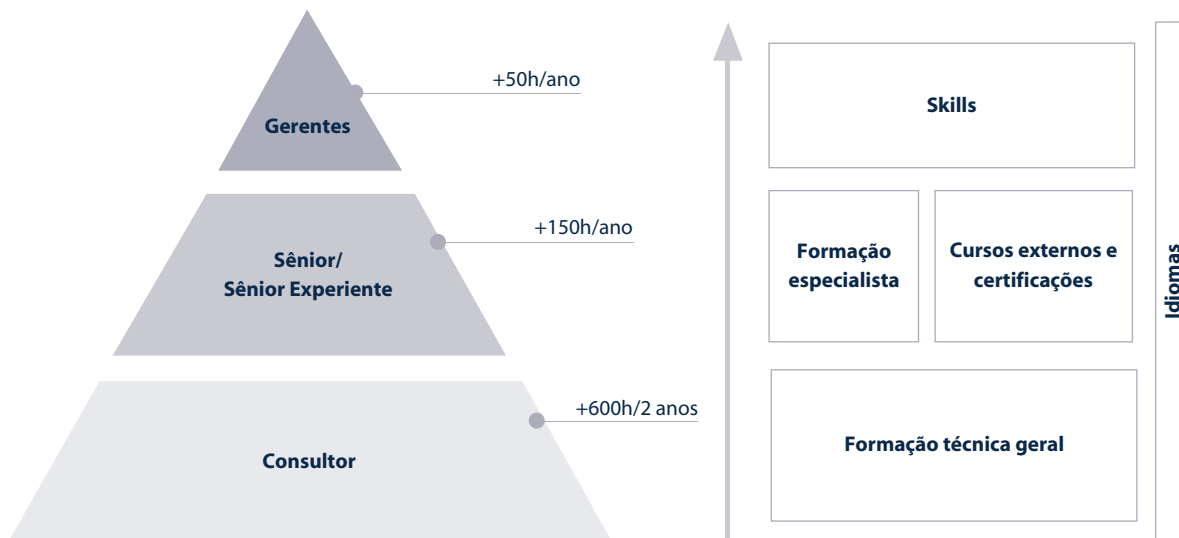 +50h/ano
Gerentes
+150h/ano
Sênior/
Sênior Experiente
+600h/2 anos
Consultor
Skills
Formação
especialista
Cursos externos e
certificações
Formação técnica geral
Idiomas